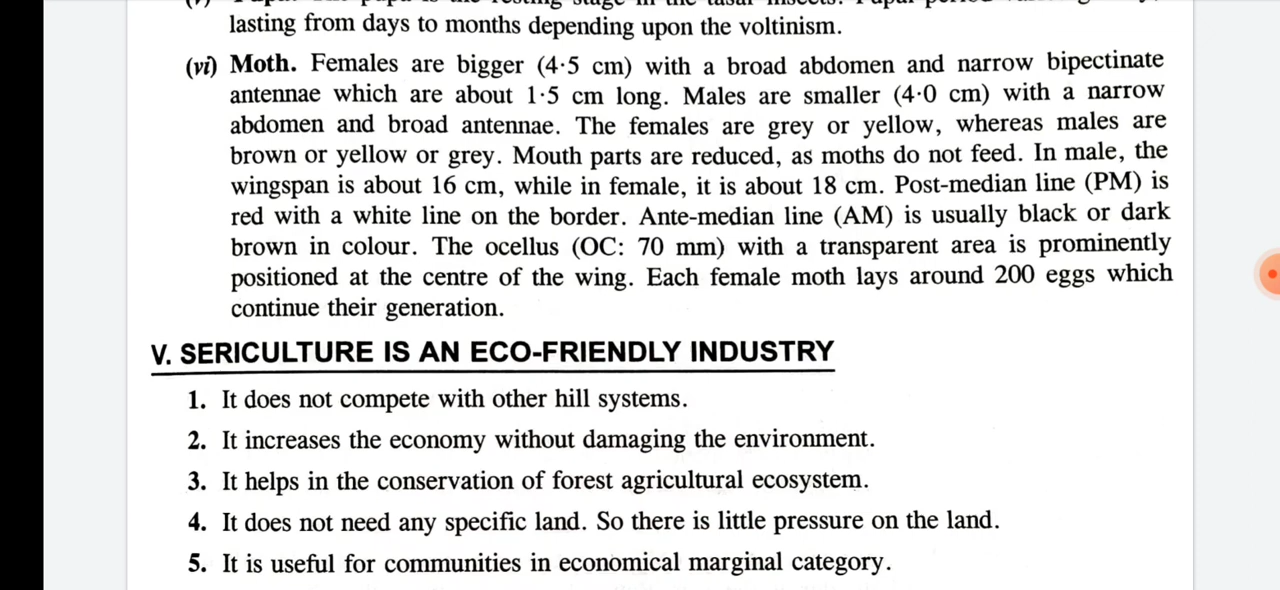 lasting from days to months depending upon the voltinism.
(vi) Moth. Females are bigger (4·5 cm) with a broad abdomen and narrow bipectinate
antennae which are about 1·5 cm long. Males are smaller (4·0 cm) with a narrow
abdomen and broad antennae. The females are grey or yellow, whereas males are
brown or yellow or grey. Mouth parts are reduced, as moths do not feed. In male, the
wingspan is about 16 cm, while in female, it is about 18 cm. Post-median line (PM) is
red with a white line on the border. Ante-median line (AM) is usually black or dark
brown in colour. The ocellus (OC: 70 mm) with a transparent area is prominently
positioned at the centre of the wing. Each female moth lays around 200 eggs which
continue their generation.
V. SERICULTURE IS AN ECO-FRIENDLY INDUSTRY
1. It does not compete with other hill systems.
2. It increases the economy without damaging the environment.
3. It helps in the conservation of forest agricultural ecosystem.
4. It does not need any specific land. So there is little pressure on the land.
5. It is useful for communities in economical marginal category.